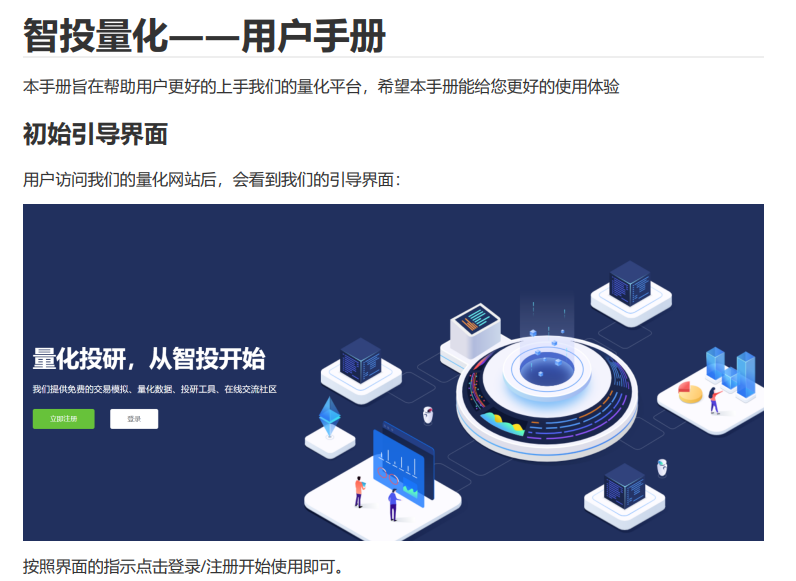 智投量化——用户手册
本手册旨在帮助用户更好的上手我们的量化平台，希望本手册能给您更好的使用体验
初始引导界面
用户访问我们的量化网站后，会看到我们的引导界面：
量化投研，从智投开始
我们提供免费的交易模拟、量化数据、投研工具、在线交流社区
立即注册 登录
按照界面的指示点击登录/注册开始使用即可。